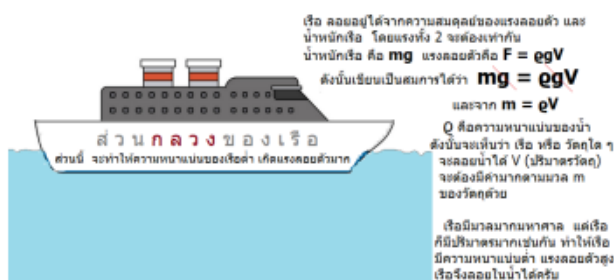 เรือ ลอยอยู่ได้จากความสมดุลย์ของแรงลอยตัว และ
น้ำหนักเรือ โดยแรงทั้ง 2 จะต้องเท่ากัน
น้ำหนักเรือ คือ mg แรงลอยตัวคือ F = ϱgV
ดังนั้นเขียนเป็นสมการได้ว่า mg = ϱgV
และจาก m = ϱV
ϱ คือความหนาแน่นของน้ำ
ดังนั้นจะเห็นว่า เรือ หรือ วัตถุใด ๆ
จะลอยน้ำได้ V (ปริมาตรวัตถุ)
จะต้องมีค่ามากตามมวล m
ของวัตถุด้วย
เรือมีมวลมากมหาศาล แต่เรือ
ก็มีปริมาตรมากเช่นกัน ทำให้เรือ
มีความหนาแน่นต่ำ แรงลอยตัวสูง
เรือจึงลอยในน้ำได้ครับ
ส่วนกลวงของเรือ
ส่วนนี้ จะทำให้ความหนาแน่นของเรือต่ำ เกิดแรงลอยตัวมาก